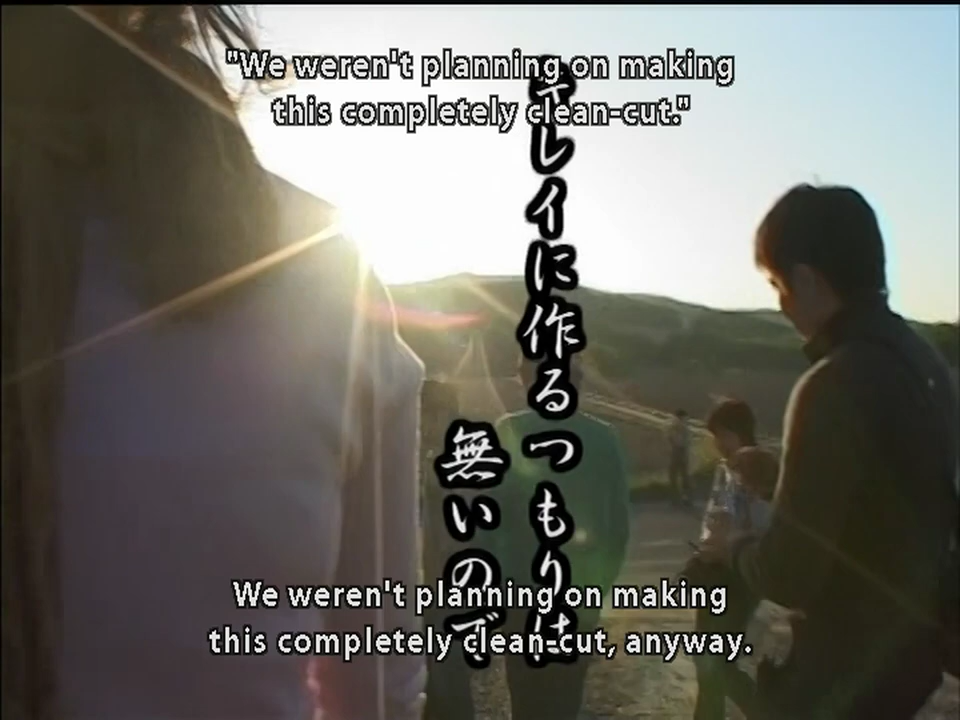 "We weren't planning on making
this completely clean-cut."
キレイに作るつもりは
無いので
We weren't planning on making
this completely clean-cut, anyway.